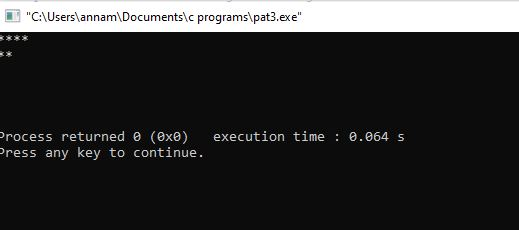 "C:\Users\annam\Documents\c programs\pat3.exe"
****
**
Process returned 0 (0x0)   execution time : 0.064 s
Press any key to continue.